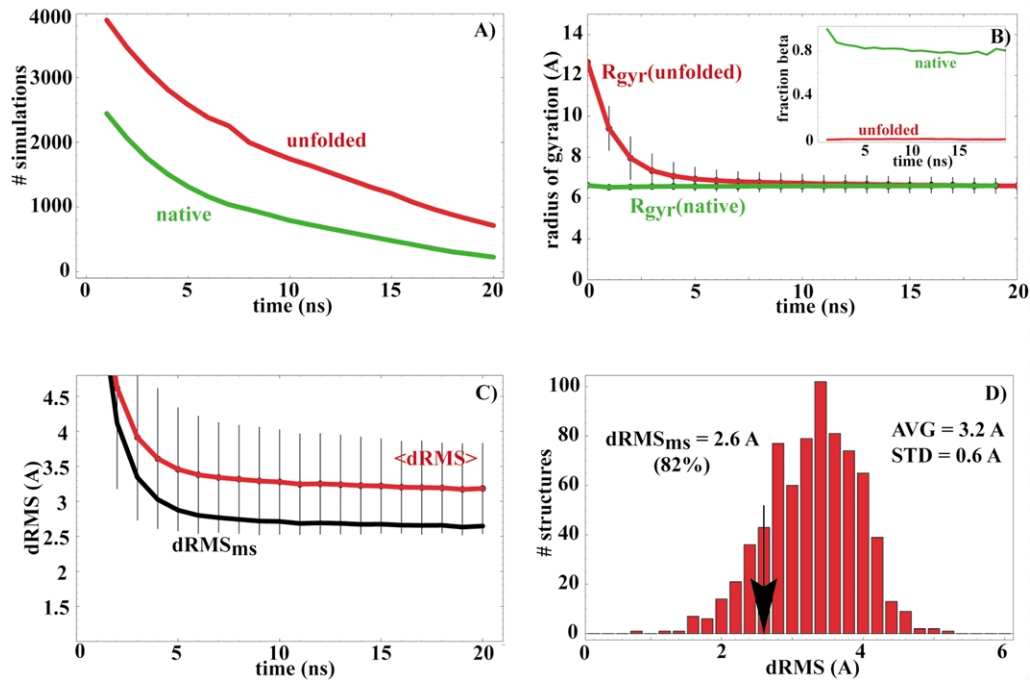 A)
4000
3000
2000
1000
0
# simulations
unfolded
native
0
5
10
15
20
time (ns)
B)
14
12
10
8
6
4
2
0
radius of gyration (A)
Rgyr(unfolded)
Rgyr(native)
0
5
10
15
20
time (ns)
0.8
0.4
0
fraction beta
native
unfolded
5
10
15
time (ns)
C)
4.5
4
3.5
3
2.5
2
1.5
1
dRMS (A)
<dRMS>
dRMSms
0
5
10
15
20
time (ns)
D)
100
80
60
40
20
0
# structures
dRMSms = 2.6 A
(82%)
AVG = 3.2 A
STD = 0.6 A
0
2
4
6
dRMS (A)